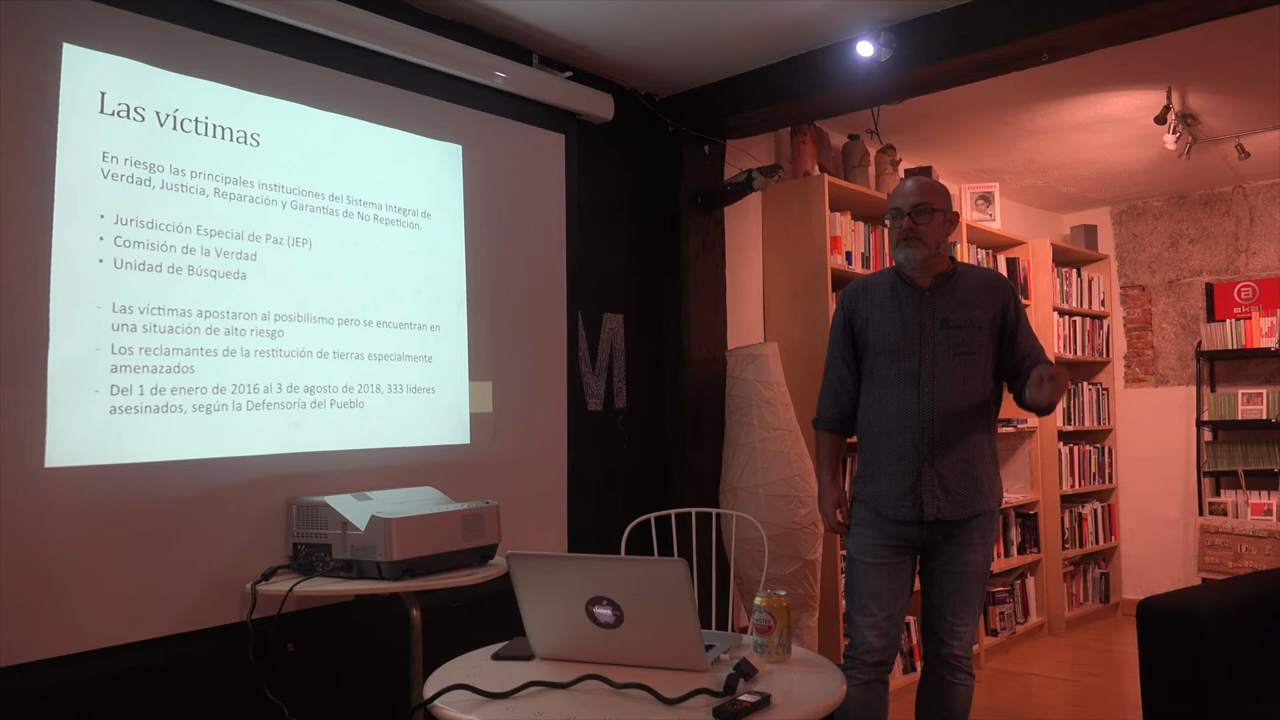 Las víctimas
En riesgo las principales instituciones del Sistema Integral de
Verdad, Justicia, Reparación y Garantías de No Repetición.
• Jurisdicción Especial de Paz (JEP)
• Comisión de la Verdad
• Unidad de Búsqueda
- Las víctimas apostaron al posibilismo pero se encuentran en
una situación de alto riesgo
- Los reclamantes de la restitución de tierras especialmente
amenazados
- Del 1 de enero de 2016 al 3 de agosto de 2018, 333 líderes
asesinados, según la Defensoría del Pueblo
M
akal